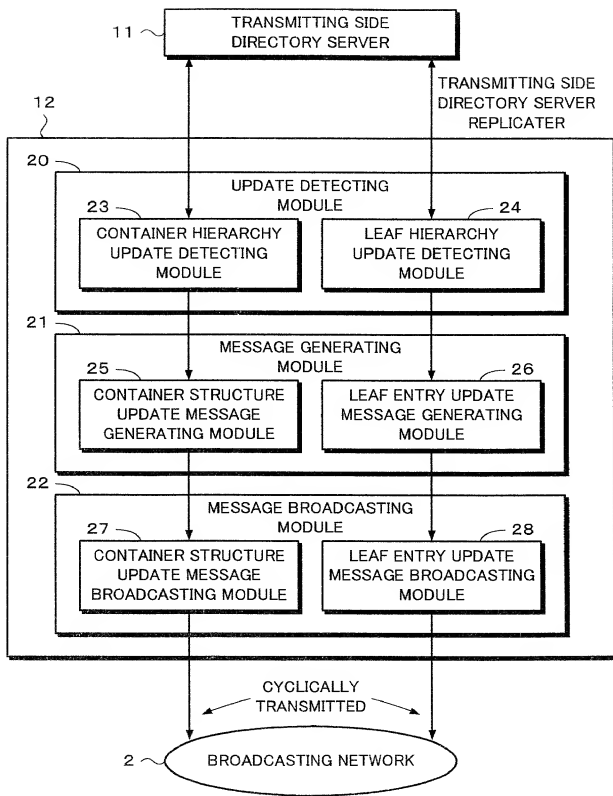 11
TRANSMITTING SIDE
DIRECTORY SERVER
TRANSMITTING SIDE
DIRECTORY SERVER
REPLICATER
12
20
UPDATE DETECTING
MODULE
23
CONTAINER HIERARCHY
UPDATE DETECTING
MODULE
24
LEAF HIERARCHY
UPDATE DETECTING
MODULE
21
MESSAGE GENERATING
MODULE
25
CONTAINER STRUCTURE
UPDATE MESSAGE
GENERATING MODULE
26
LEAF ENTRY UPDATE
MESSAGE GENERATING
MODULE
22
MESSAGE BROADCASTING
MODULE
27
CONTAINER STRUCTURE
UPDATE MESSAGE
BROADCASTING MODULE
28
LEAF ENTRY UPDATE
MESSAGE BROADCASTING
MODULE
CYCLICALLY
TRANSMITTED
2
BROADCASTING NETWORK